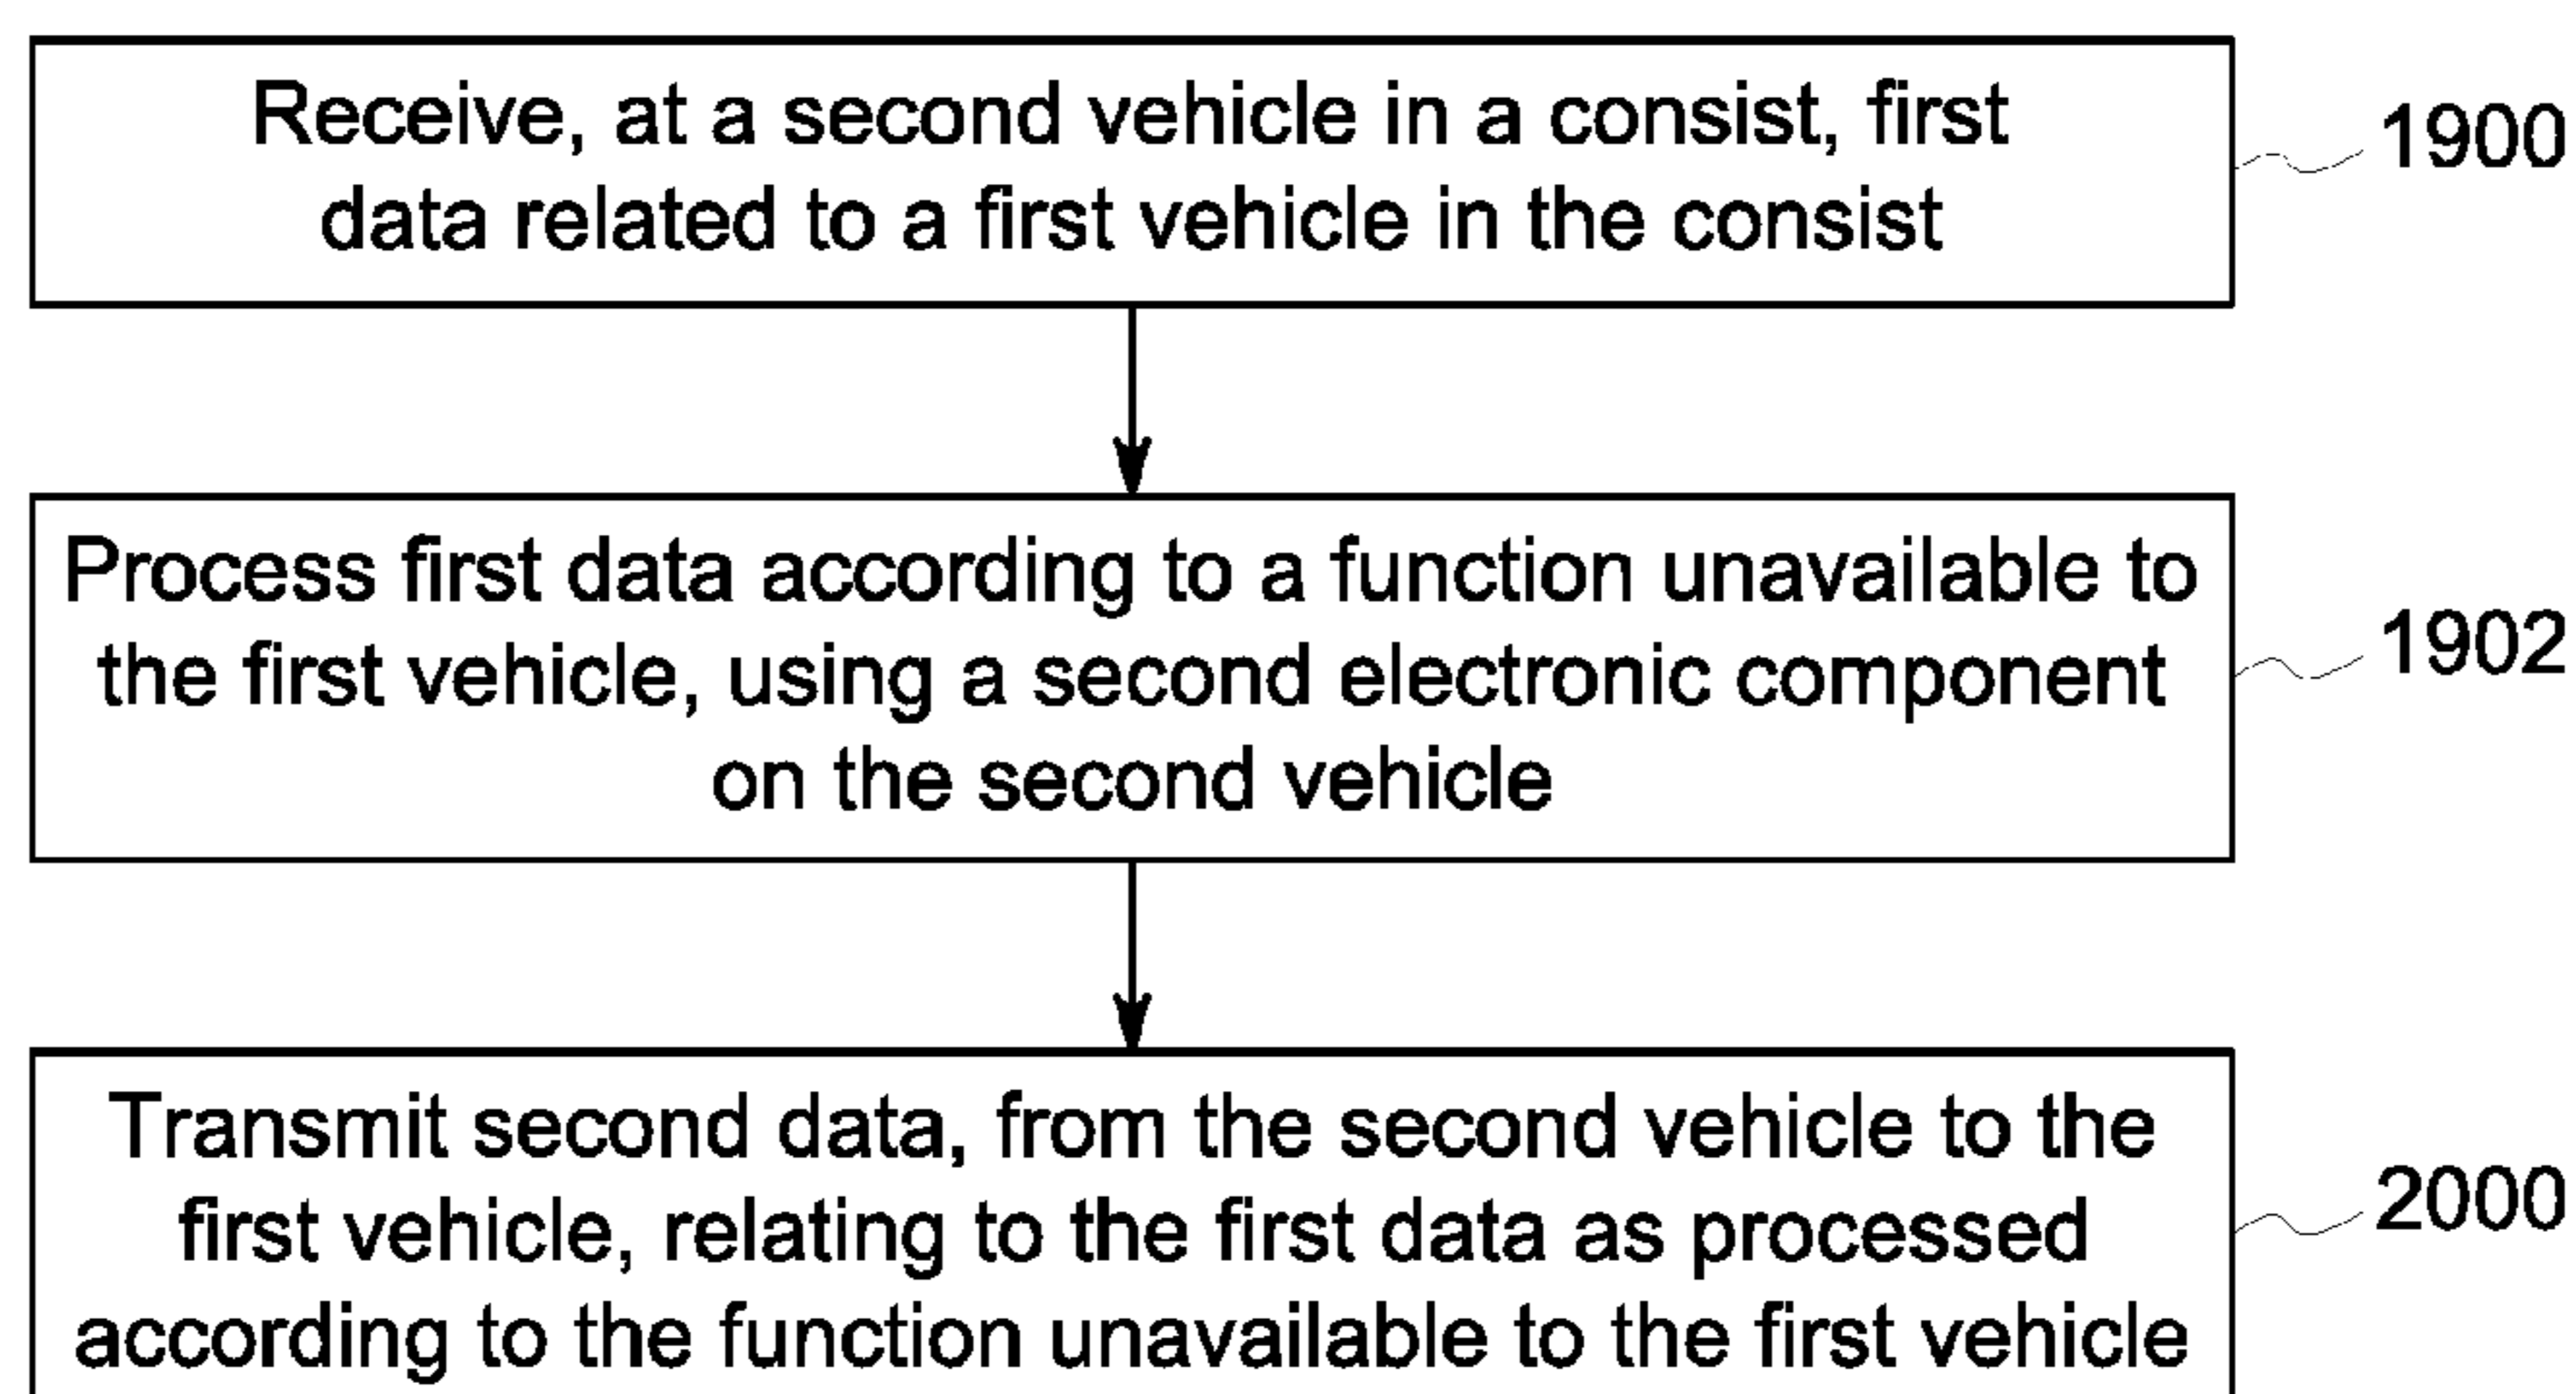 Receive, at a second vehicle in a consist, first
data related to a first vehicle in the consist
1900
Process first data according to a function unavailable to
the first vehicle, using a second electronic component
on the second vehicle
1902
Transmit second data, from the second vehicle to the
first vehicle, relating to the first data as processed
according to the function unavailable to the first vehicle
2000